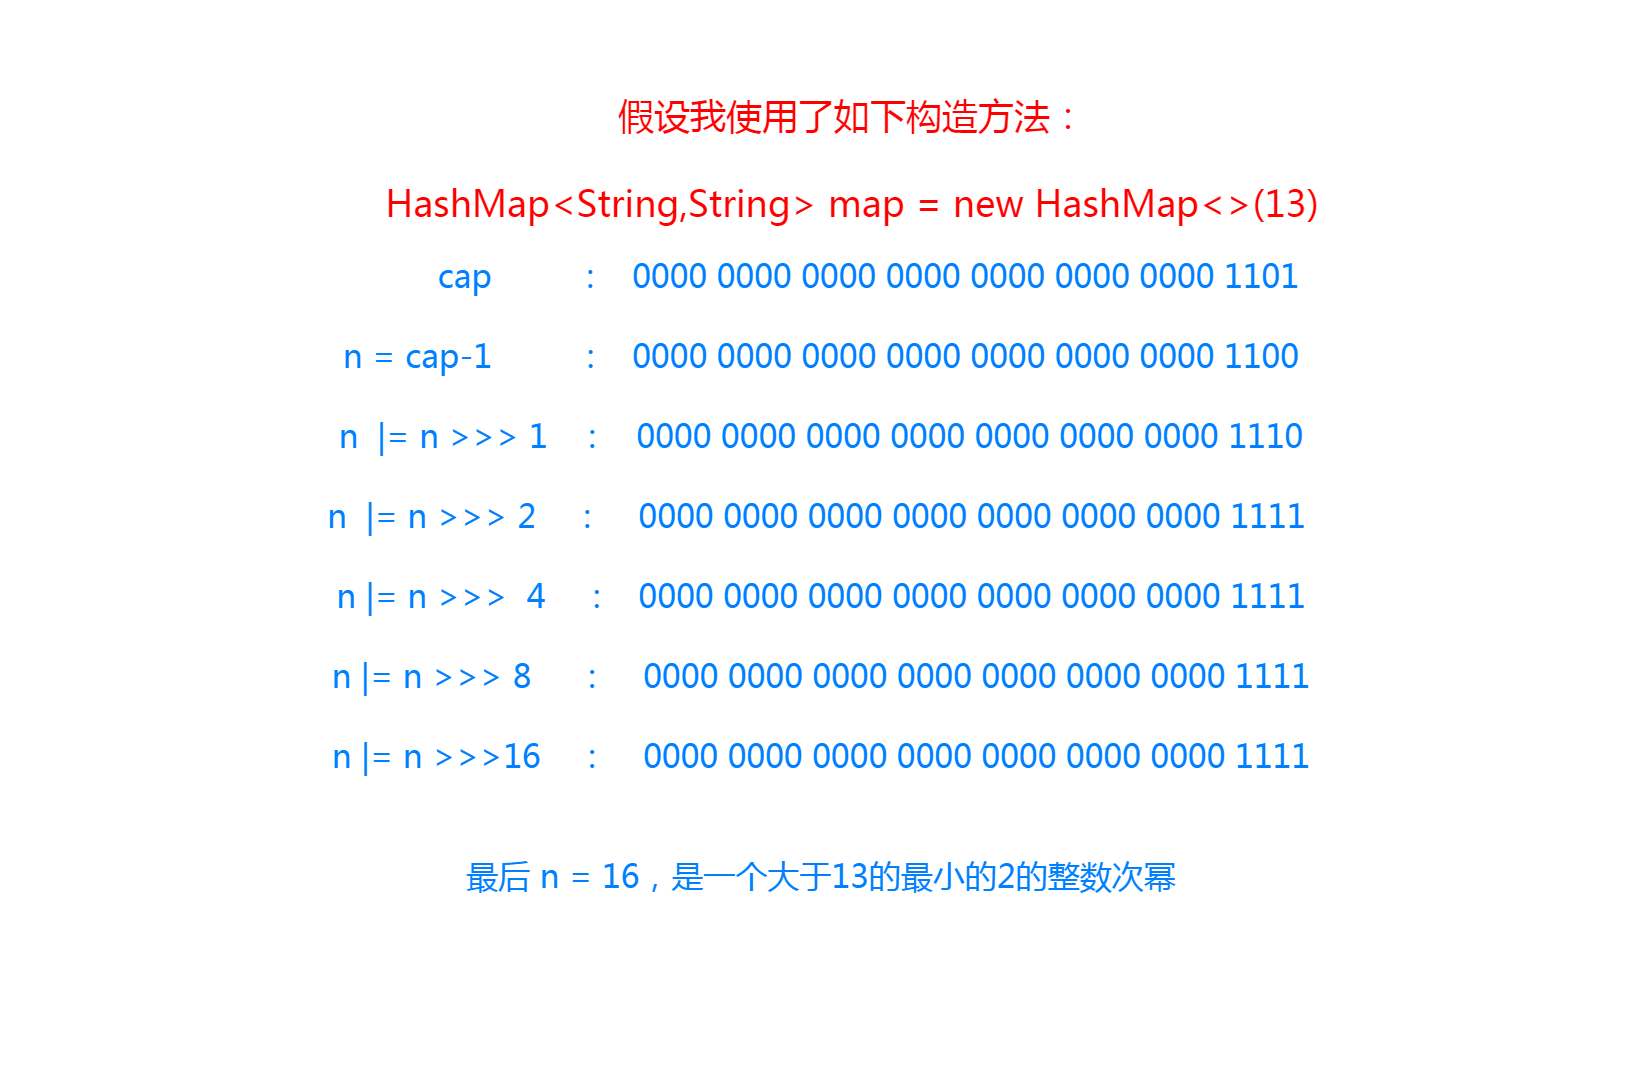 假设我使用了如下构造方法：
HashMap<String,String> map = new HashMap<>(13)
cap : 0000 0000 0000 0000 0000 0000 0000 1101
n = cap-1 : 0000 0000 0000 0000 0000 0000 0000 1100
n |= n >>> 1 : 0000 0000 0000 0000 0000 0000 0000 1110
n |= n >>> 2 : 0000 0000 0000 0000 0000 0000 0000 1111
n |= n >>> 4 : 0000 0000 0000 0000 0000 0000 0000 1111
n |= n >>> 8 : 0000 0000 0000 0000 0000 0000 0000 1111
n |= n >>>16 : 0000 0000 0000 0000 0000 0000 0000 1111
最后 n = 16，是一个大于13的最小的2的整数次幂